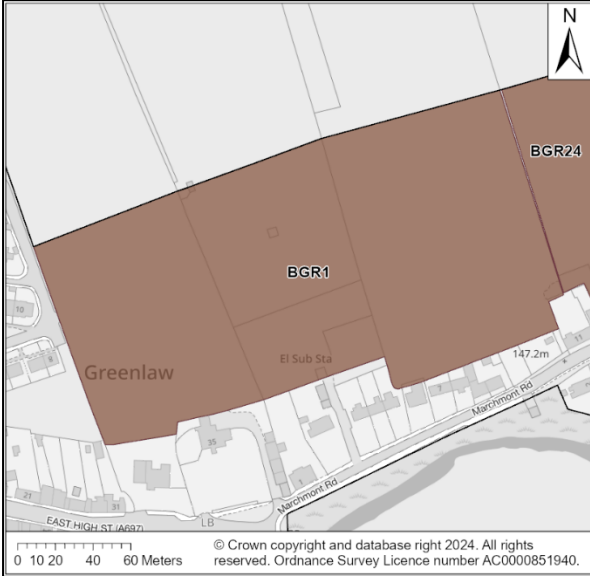 N
BGR24
BGR1
10
9
Greenlaw
El Sub Sta
147.2m
11
7
35
1
Marchmont Rd
Marchmont Rd
21
31
LB
EAST HIGH ST (A697)
0 10 20 40 60 Meters
© Crown copyright and database right 2024. All rights
reserved. Ordnance Survey Licence number AC0000851940.